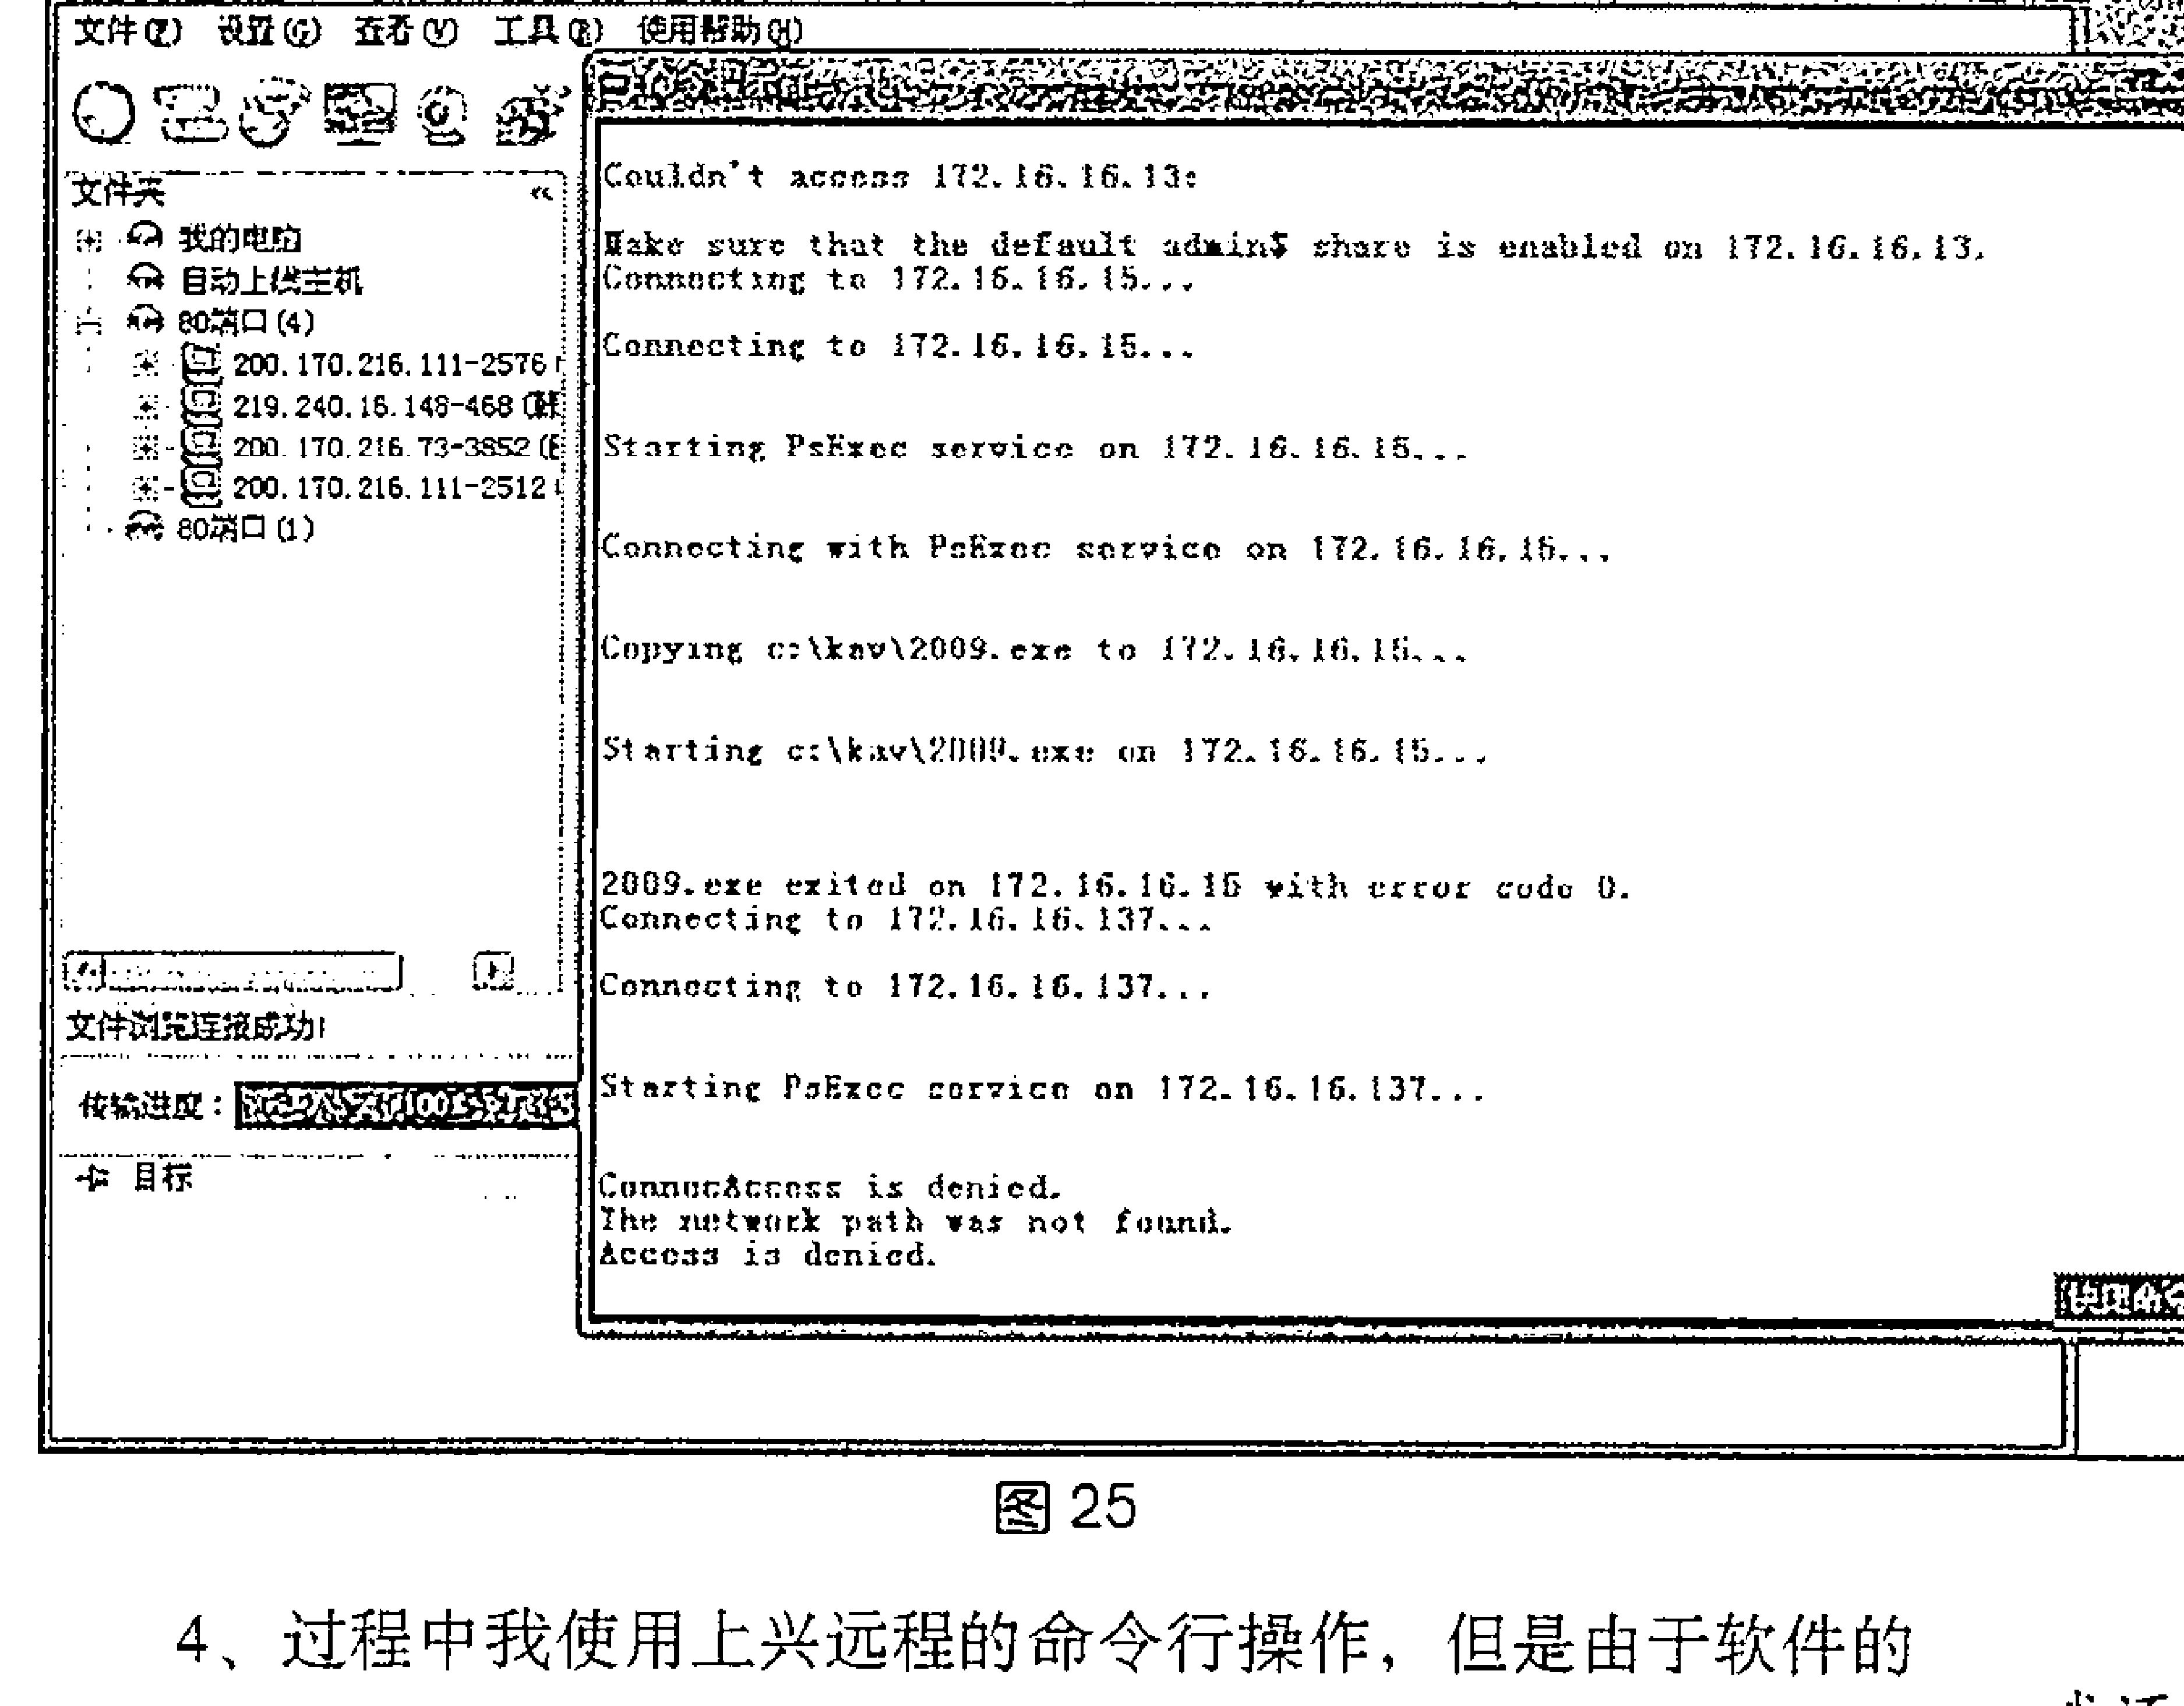 文件(F) 设置(G) 查看(V) 工具(R) 使用帮助(H)
文件夹 «
我的电脑
自动上线主机
80端口(4)
200.170.216.111-2576
219.240.16.148-468
200.170.216.73-3852
200.170.216.111-2512
80端口(1)
文件浏览连接成功!
传输进度:
目标
Couldn't access 172.16.16.13:
Make sure that the default admin$ share is enabled on 172.16.16.13.
Connecting to 172.16.16.15...
Connecting to 172.16.16.15...
Starting PsExec service on 172.16.16.15...
Connecting with PsExec service on 172.16.16.15...
Copying c:\kav\2009.exe to 172.16.16.15...
Starting c:\kav\2009.exe on 172.16.16.15...
2009.exe exited on 172.16.16.15 with error code 0.
Connecting to 172.16.16.137...
Connecting to 172.16.16.137...
Starting PsExec service on 172.16.16.137...
ConnecAccess is denied.
The network path was not found.
Access is denied.
图 25
4、过程中我使用上兴远程的命令行操作，但是由于软件的